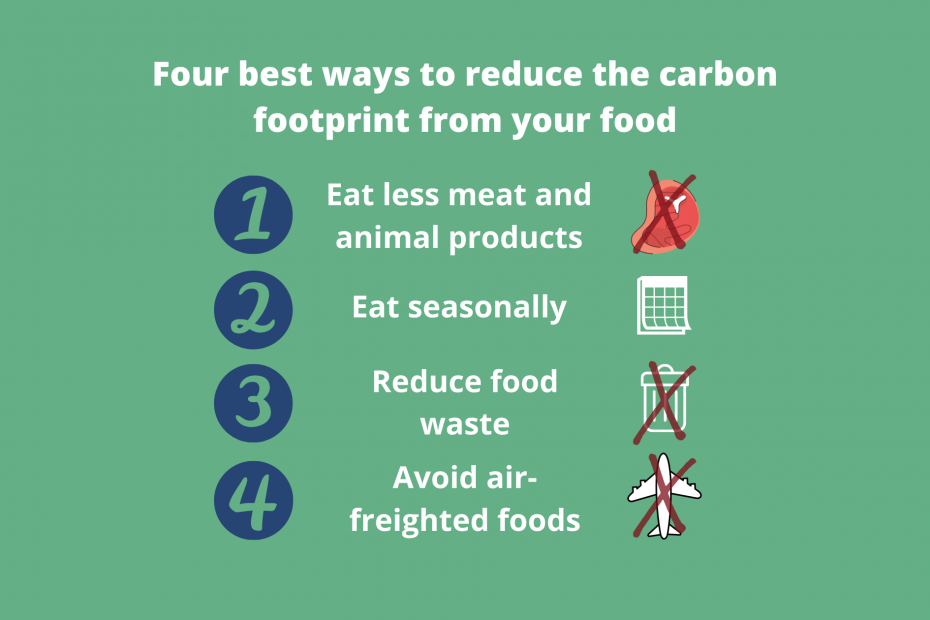 Four best ways to reduce the carbon
footprint from your food
1
Eat less meat and
animal products
2
Eat seasonally
3
Reduce food
waste
4
Avoid air-
freighted foods